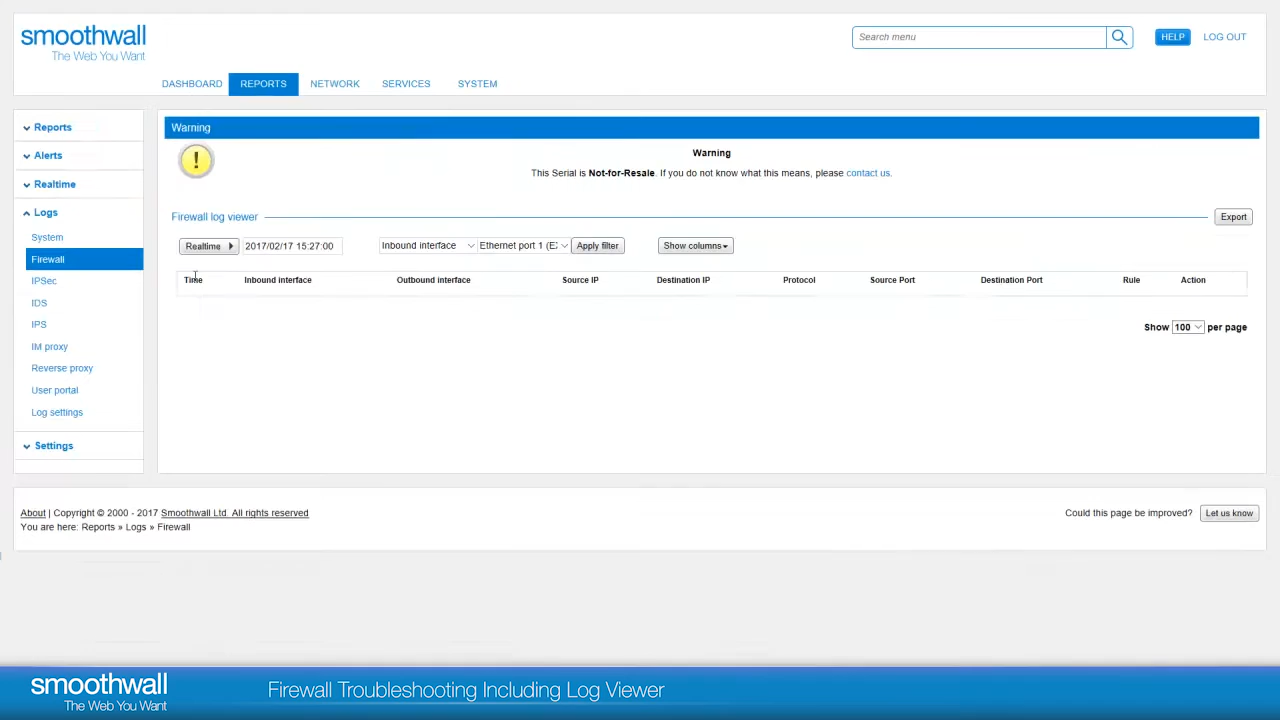 smoothwall
The Web You Want
Search menu
HELP
LOG OUT
DASHBOARD
REPORTS
NETWORK
SERVICES
SYSTEM
Reports
Alerts
Realtime
Logs
System
Firewall
IPSec
IDS
IPS
IM proxy
Reverse proxy
User portal
Log settings
Settings
Warning
!
Warning
This Serial is Not-for-Resale. If you do not know what this means, please contact us.
Firewall log viewer
Export
Realtime
2017/02/17 15:27:00
Inbound interface
Ethernet port 1 (E
Apply filter
Show columns
Time Inbound interface Outbound interface Source IP Destination IP Protocol Source Port Destination Port Rule Action
Show 100 per page
About | Copyright © 2000 - 2017 Smoothwall Ltd. All rights reserved
You are here: Reports » Logs » Firewall
Could this page be improved?
Let us know
smoothwall
The Web You Want
Firewall Troubleshooting Including Log Viewer